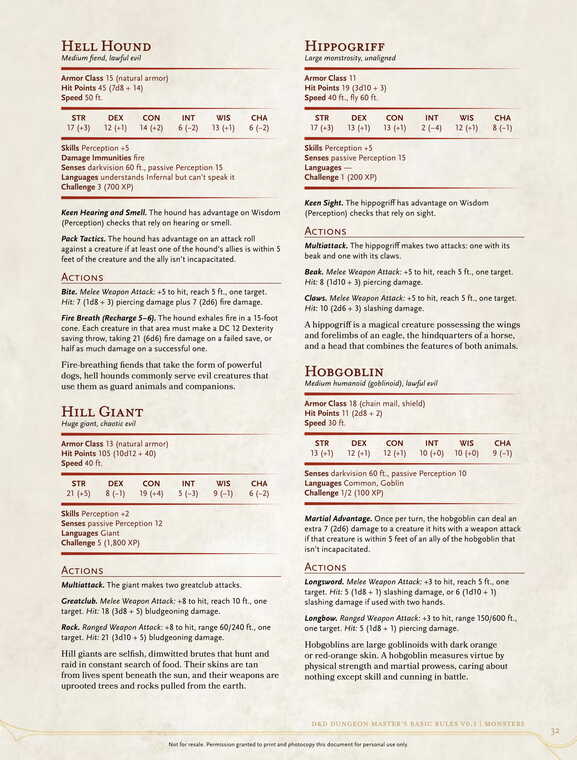 Hell Hound
Medium fiend, lawful evil
Armor Class 15 (natural armor)
Hit Points 45 (7d8 + 14)
Speed 50 ft.
STR DEX CON INT WIS CHA
17 (+3) 12 (+1) 14 (+2) 6 (–2) 13 (+1) 6 (–2)
Skills Perception +5
Damage Immunities fire
Senses darkvision 60 ft., passive Perception 15
Languages understands Infernal but can't speak it
Challenge 3 (700 XP)
Keen Hearing and Smell. The hound has advantage on Wisdom
(Perception) checks that rely on hearing or smell.
Pack Tactics. The hound has advantage on an attack roll
against a creature if at least one of the hound's allies is within 5
feet of the creature and the ally isn't incapacitated.
Actions
Bite. Melee Weapon Attack: +5 to hit, reach 5 ft., one target.
Hit: 7 (1d8 + 3) piercing damage plus 7 (2d6) fire damage.
Fire Breath (Recharge 5–6). The hound exhales fire in a 15-foot
cone. Each creature in that area must make a DC 12 Dexterity
saving throw, taking 21 (6d6) fire damage on a failed save, or
half as much damage on a successful one.
Fire-breathing fiends that take the form of powerful
dogs, hell hounds commonly serve evil creatures that
use them as guard animals and companions.
Hill Giant
Huge giant, chaotic evil
Armor Class 13 (natural armor)
Hit Points 105 (10d12 + 40)
Speed 40 ft.
STR DEX CON INT WIS CHA
21 (+5) 8 (–1) 19 (+4) 5 (–3) 9 (–1) 6 (–2)
Skills Perception +2
Senses passive Perception 12
Languages Giant
Challenge 5 (1,800 XP)
Actions
Multiattack. The giant makes two greatclub attacks.
Greatclub. Melee Weapon Attack: +8 to hit, reach 10 ft., one
target. Hit: 18 (3d8 + 5) bludgeoning damage.
Rock. Ranged Weapon Attack: +8 to hit, range 60/240 ft., one
target. Hit: 21 (3d10 + 5) bludgeoning damage.
Hill giants are selfish, dimwitted brutes that hunt and
raid in constant search of food. Their skins are tan
from lives spent beneath the sun, and their weapons are
uprooted trees and rocks pulled from the earth.
Hippogriff
Large monstrosity, unaligned
Armor Class 11
Hit Points 19 (3d10 + 3)
Speed 40 ft., fly 60 ft.
STR DEX CON INT WIS CHA
17 (+3) 13 (+1) 13 (+1) 2 (–4) 12 (+1) 8 (–1)
Skills Perception +5
Senses passive Perception 15
Languages —
Challenge 1 (200 XP)
Keen Sight. The hippogriff has advantage on Wisdom
(Perception) checks that rely on sight.
Actions
Multiattack. The hippogriff makes two attacks: one with its
beak and one with its claws.
Beak. Melee Weapon Attack: +5 to hit, reach 5 ft., one target.
Hit: 8 (1d10 + 3) piercing damage.
Claws. Melee Weapon Attack: +5 to hit, reach 5 ft., one target.
Hit: 10 (2d6 + 3) slashing damage.
A hippogriff is a magical creature possessing the wings
and forelimbs of an eagle, the hindquarters of a horse,
and a head that combines the features of both animals.
Hobgoblin
Medium humanoid (goblinoid), lawful evil
Armor Class 18 (chain mail, shield)
Hit Points 11 (2d8 + 2)
Speed 30 ft.
STR DEX CON INT WIS CHA
13 (+1) 12 (+1) 12 (+1) 10 (+0) 10 (+0) 9 (–1)
Senses darkvision 60 ft., passive Perception 10
Languages Common, Goblin
Challenge 1/2 (100 XP)
Martial Advantage. Once per turn, the hobgoblin can deal an
extra 7 (2d6) damage to a creature it hits with a weapon attack
if that creature is within 5 feet of an ally of the hobgoblin that
isn't incapacitated.
Actions
Longsword. Melee Weapon Attack: +3 to hit, reach 5 ft., one
target. Hit: 5 (1d8 + 1) slashing damage, or 6 (1d10 + 1)
slashing damage if used with two hands.
Longbow. Ranged Weapon Attack: +3 to hit, range 150/600 ft.,
one target. Hit: 5 (1d8 + 1) piercing damage.
Hobgoblins are large goblinoids with dark orange
or red-orange skin. A hobgoblin measures virtue by
physical strength and martial prowess, caring about
nothing except skill and cunning in battle.
D&D Dungeon Master's Basic Rules v0.3 | Monsters
32
Not for resale. Permission granted to print and photocopy this document for personal use only.